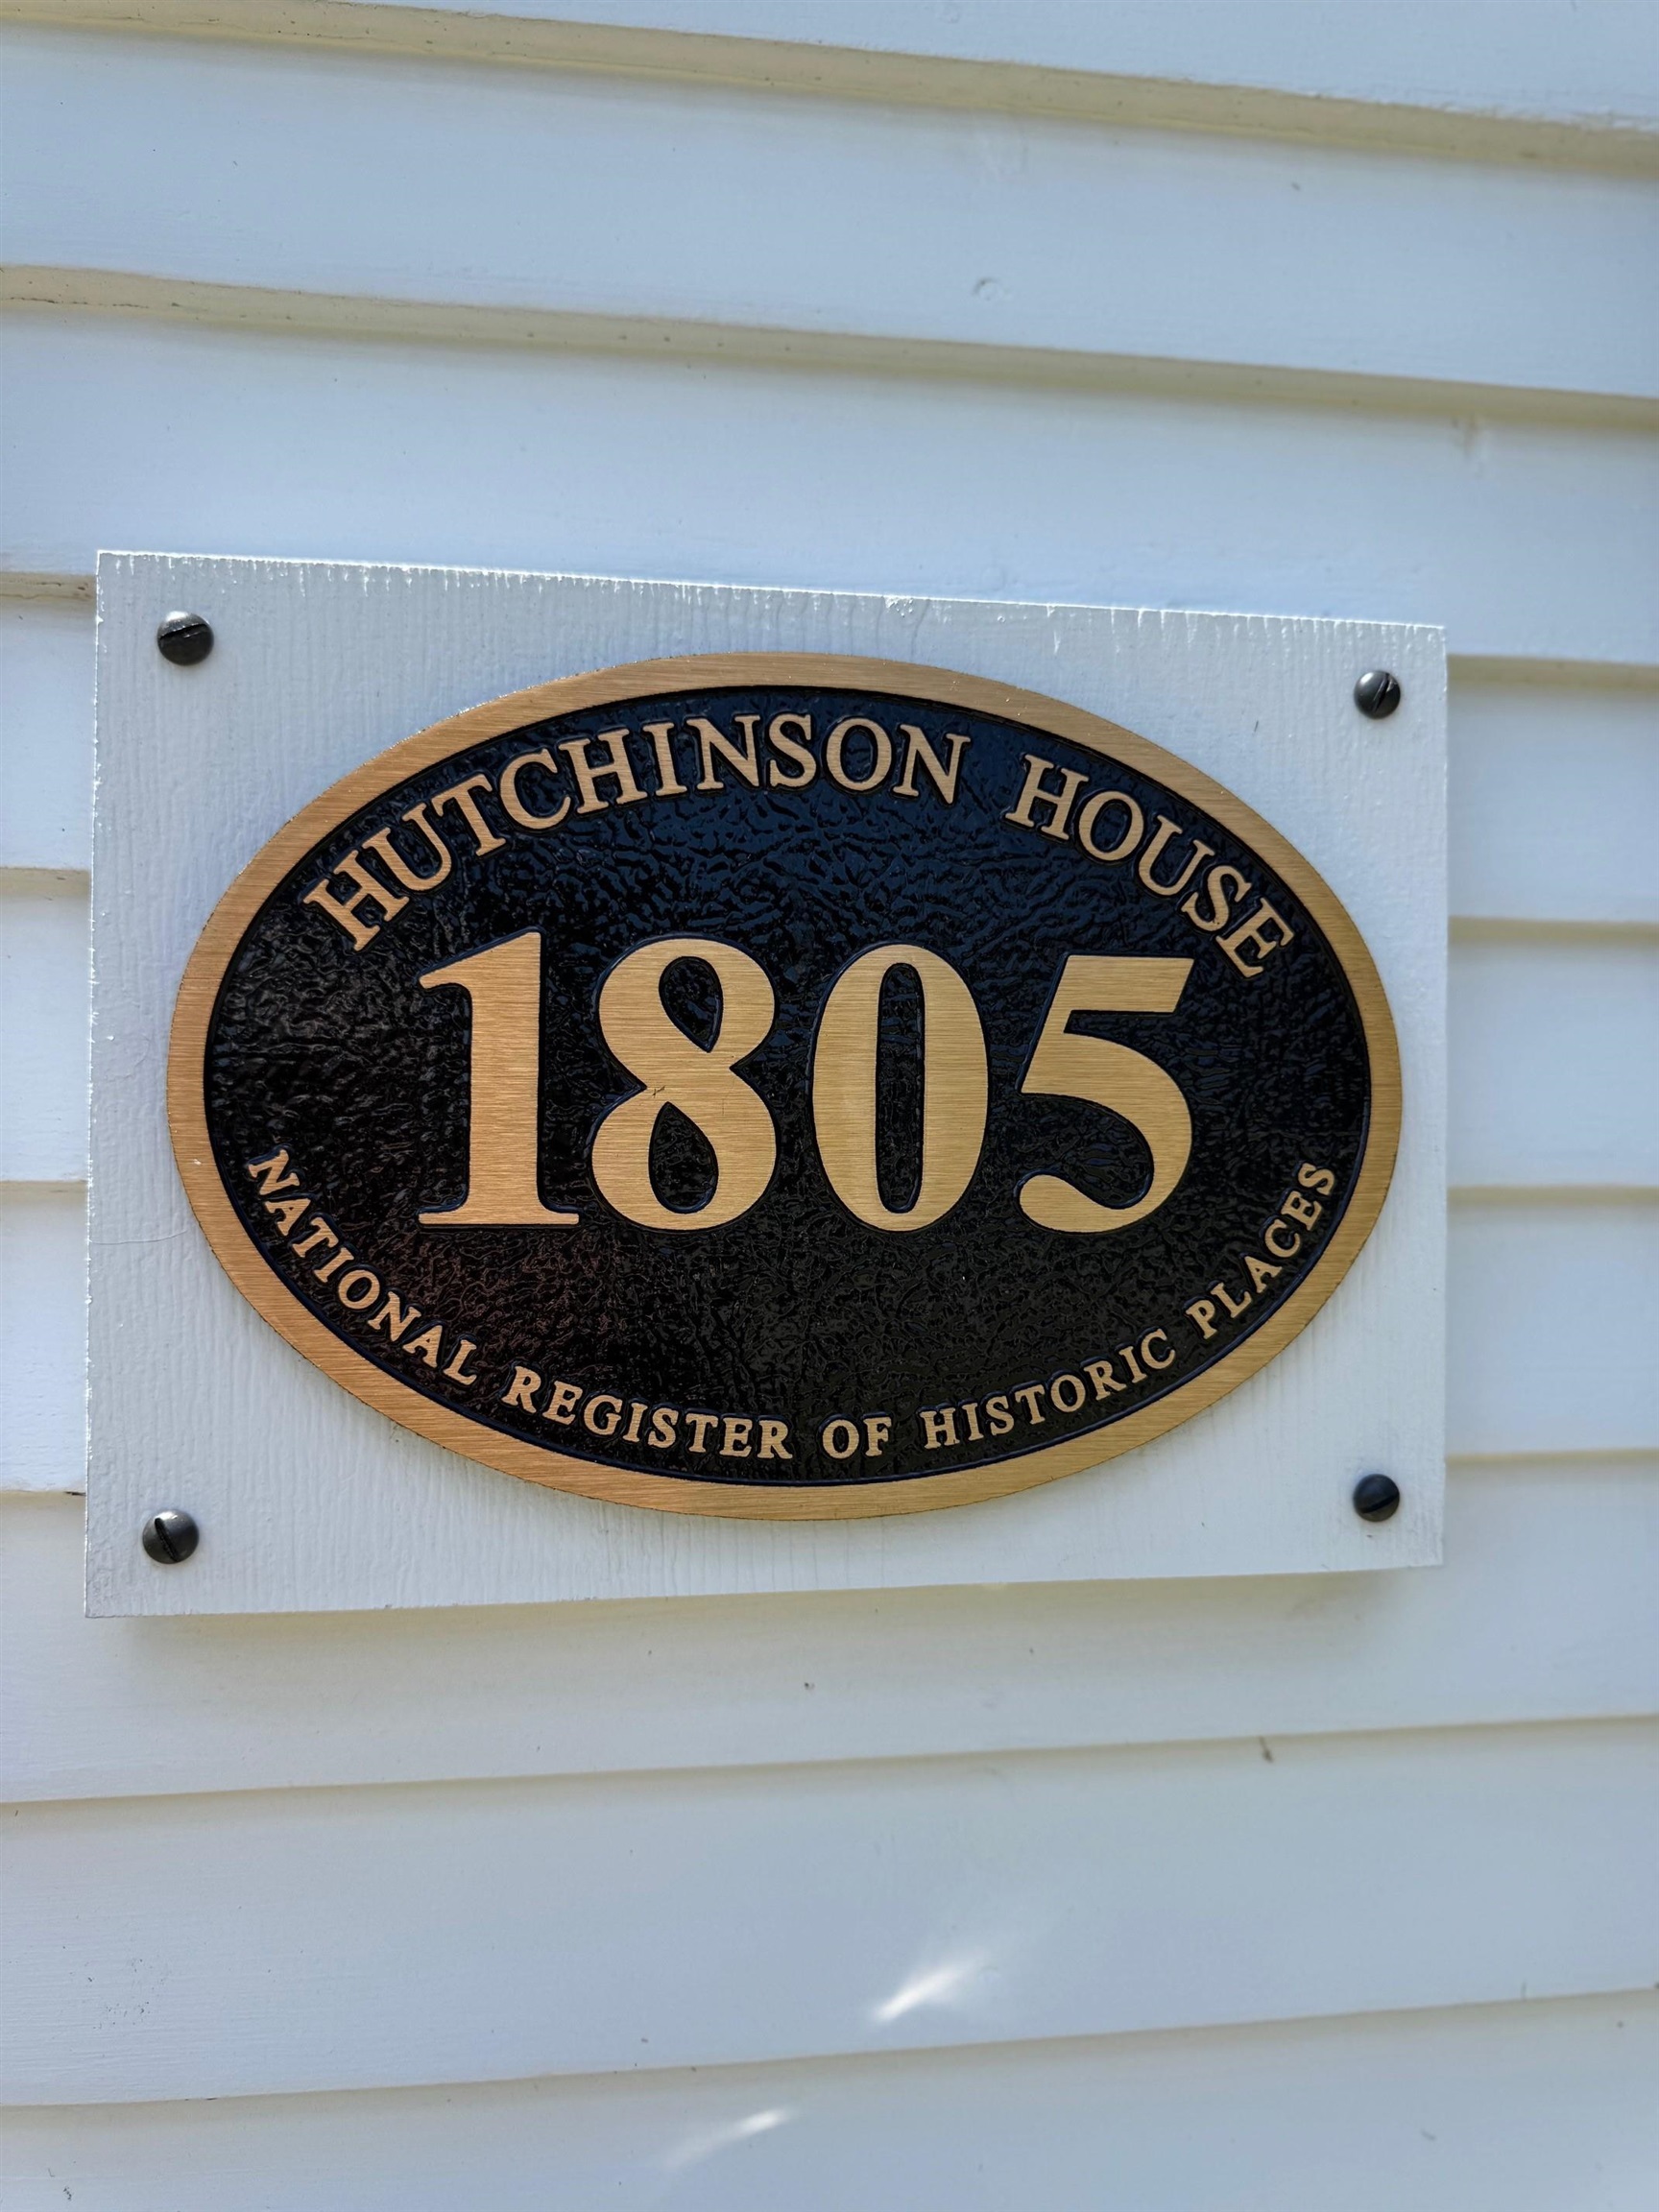 HUTCHINSON HOUSE
1805
NATIONAL REGISTER OF HISTORIC PLACES